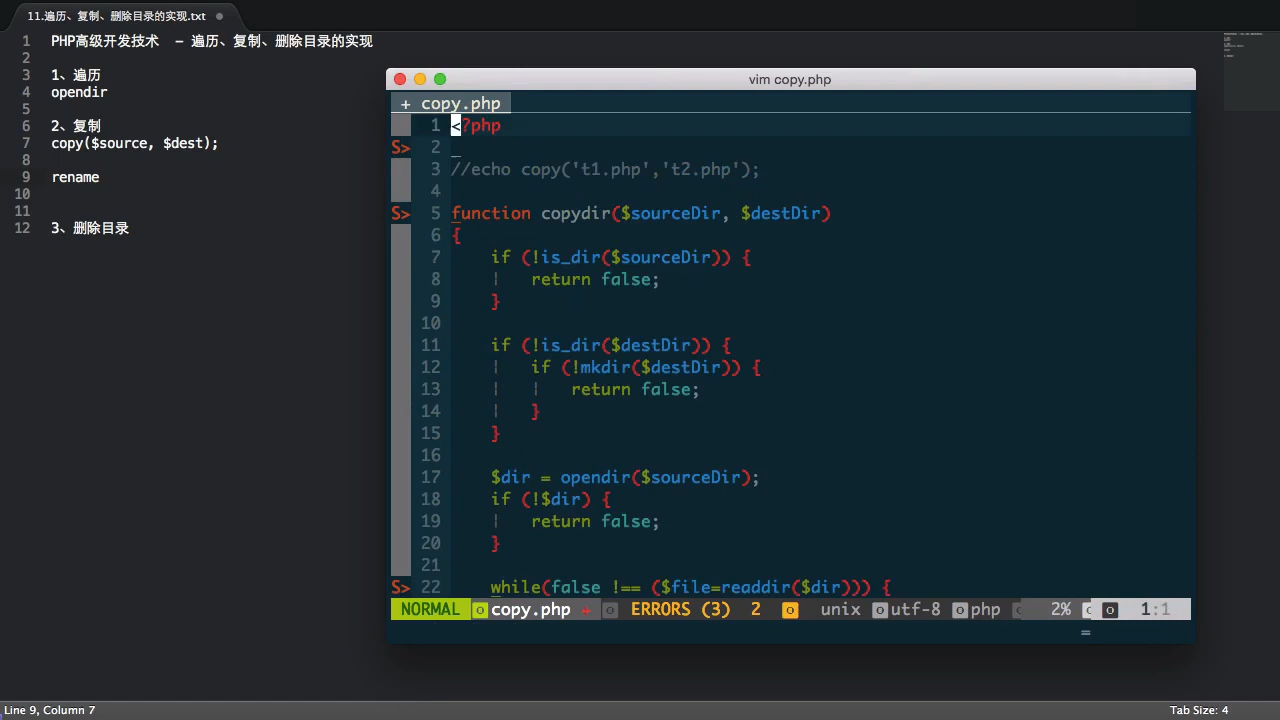 11.遍历、复制、删除目录的实现.txt
1 PHP高级开发技术 - 遍历、复制、删除目录的实现
2
3 1、遍历
4 opendir
5
6 2、复制
7 copy($source, $dest);
8
9 rename
10
11
12 3、删除目录
vim copy.php
+ copy.php
1 <?php
S> 2
3 //echo copy('t1.php','t2.php');
4
S> 5 function copydir($sourceDir, $destDir)
6 {
7 if (!is_dir($sourceDir)) {
8 | return false;
9 }
10
11 if (!is_dir($destDir)) {
12 | if (!mkdir($destDir)) {
13 | | return false;
14 | }
15 }
16
17 $dir = opendir($sourceDir);
18 if (!$dir) {
19 | return false;
20 }
21
S> 22 while(false !== ($file=readdir($dir))) {
NORMAL copy.php + ERRORS (3) 2 unix utf-8 php 2% 1:1
=
Line 9, Column 7
Tab Size: 4